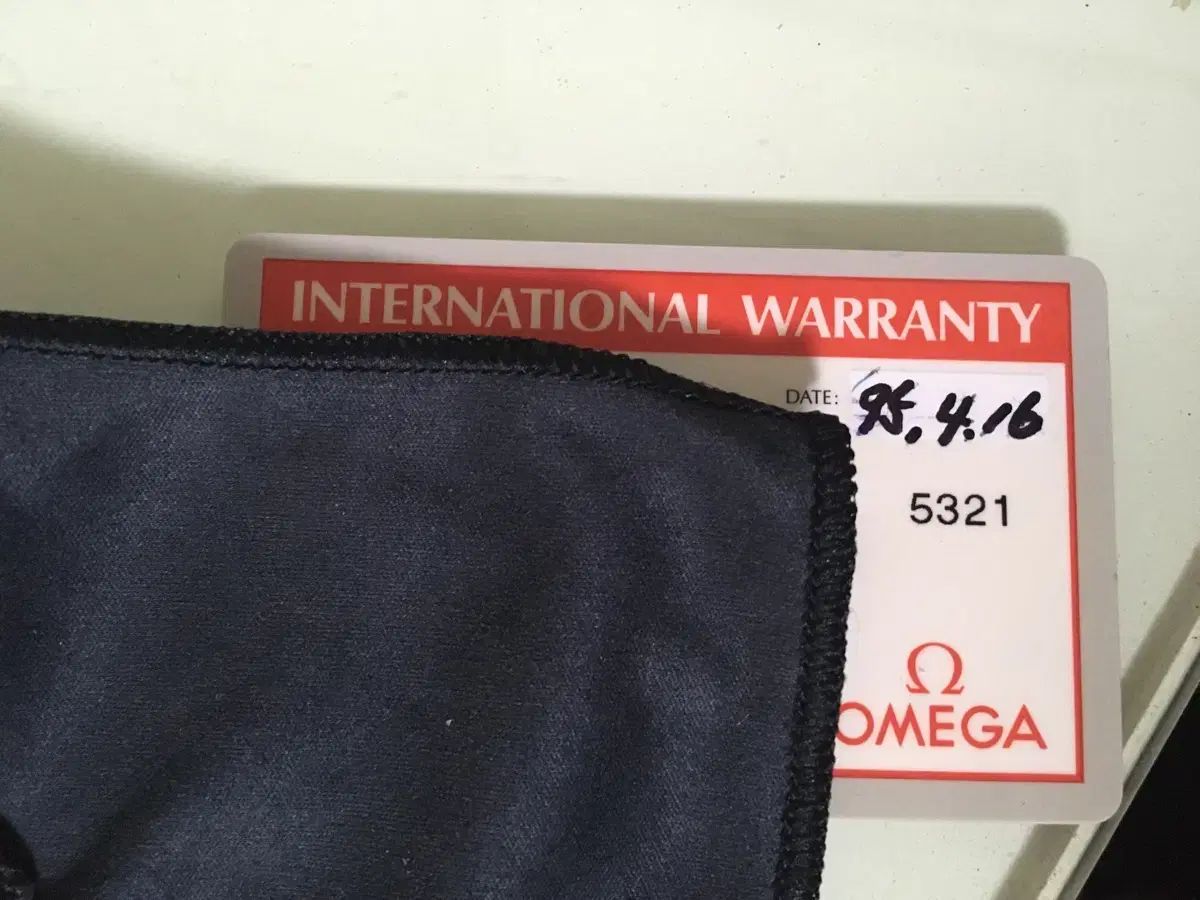 INTERNATIONAL WARRANTY
DATE: 95.4.16
5321
Ω
OMEGA